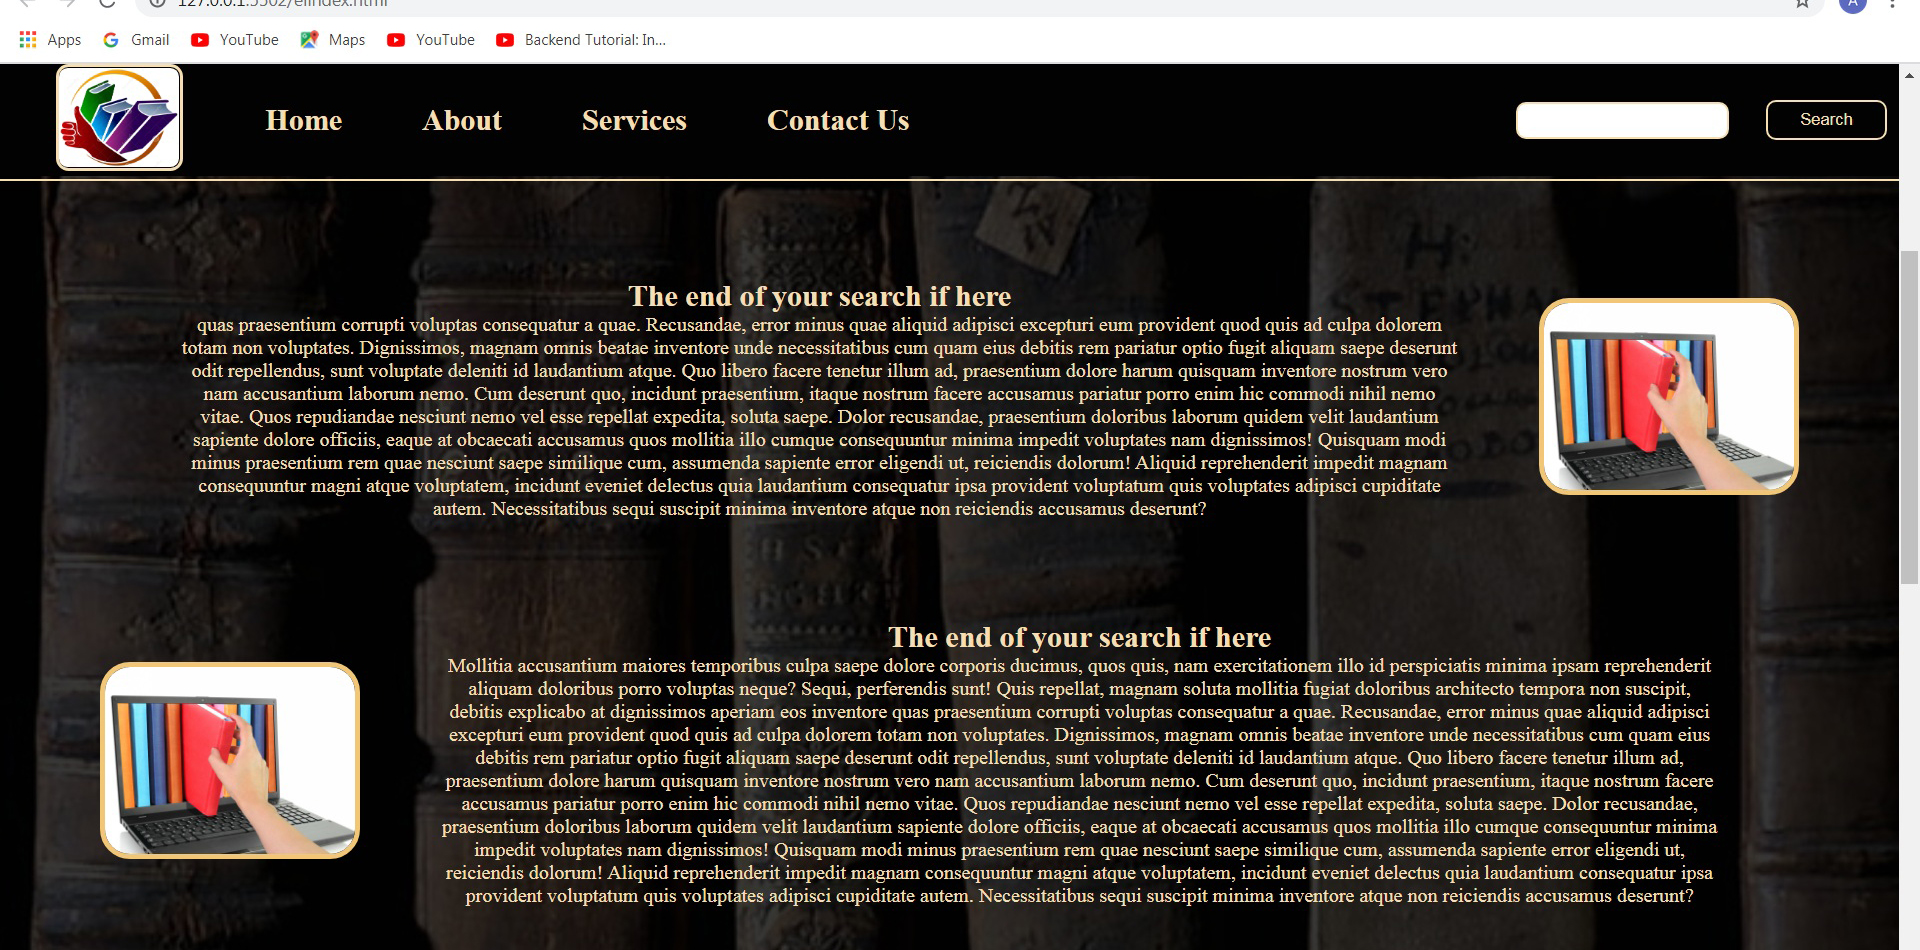 127.0.0.1:5502/elindex.html
A
Apps Gmail YouTube Maps YouTube Backend Tutorial: In...
Home About Services Contact Us Search
The end of your search if here
quas praesentium corrupti voluptas consequatur a quae. Recusandae, error minus quae aliquid adipisci excepturi eum provident quod quis ad culpa dolorem
totam non voluptates. Dignissimos, magnam omnis beatae inventore unde necessitatibus cum quam eius debitis rem pariatur optio fugit aliquam saepe deserunt
odit repellendus, sunt voluptate deleniti id laudantium atque. Quo libero facere tenetur illum ad, praesentium dolore harum quisquam inventore nostrum vero
nam accusantium laborum nemo. Cum deserunt quo, incidunt praesentium, itaque nostrum facere accusamus pariatur porro enim hic commodi nihil nemo
vitae. Quos repudiandae nesciunt nemo vel esse repellat expedita, soluta saepe. Dolor recusandae, praesentium doloribus laborum quidem velit laudantium
sapiente dolore officiis, eaque at obcaecati accusamus quos mollitia illo cumque consequuntur minima impedit voluptates nam dignissimos! Quisquam modi
minus praesentium rem quae nesciunt saepe similique cum, assumenda sapiente error eligendi ut, reiciendis dolorum! Aliquid reprehenderit impedit magnam
consequuntur magni atque voluptatem, incidunt eveniet delectus quia laudantium consequatur ipsa provident voluptatum quis voluptates adipisci cupiditate
autem. Necessitatibus sequi suscipit minima inventore atque non reiciendis accusamus deserunt?
The end of your search if here
Mollitia accusantium maiores temporibus culpa saepe dolore corporis ducimus, quos quis, nam exercitationem illo id perspiciatis minima ipsam reprehenderit
aliquam doloribus porro voluptas neque? Sequi, perferendis sunt! Quis repellat, magnam soluta mollitia fugiat doloribus architecto tempora non suscipit,
debitis explicabo at dignissimos aperiam eos inventore quas praesentium corrupti voluptas consequatur a quae. Recusandae, error minus quae aliquid adipisci
excepturi eum provident quod quis ad culpa dolorem totam non voluptates. Dignissimos, magnam omnis beatae inventore unde necessitatibus cum quam eius
debitis rem pariatur optio fugit aliquam saepe deserunt odit repellendus, sunt voluptate deleniti id laudantium atque. Quo libero facere tenetur illum ad,
praesentium dolore harum quisquam inventore nostrum vero nam accusantium laborum nemo. Cum deserunt quo, incidunt praesentium, itaque nostrum facere
accusamus pariatur porro enim hic commodi nihil nemo vitae. Quos repudiandae nesciunt nemo vel esse repellat expedita, soluta saepe. Dolor recusandae,
praesentium doloribus laborum quidem velit laudantium sapiente dolore officiis, eaque at obcaecati accusamus quos mollitia illo cumque consequuntur minima
impedit voluptates nam dignissimos! Quisquam modi minus praesentium rem quae nesciunt saepe similique cum, assumenda sapiente error eligendi ut,
reiciendis dolorum! Aliquid reprehenderit impedit magnam consequuntur magni atque voluptatem, incidunt eveniet delectus quia laudantium consequatur ipsa
provident voluptatum quis voluptates adipisci cupiditate autem. Necessitatibus sequi suscipit minima inventore atque non reiciendis accusamus deserunt?